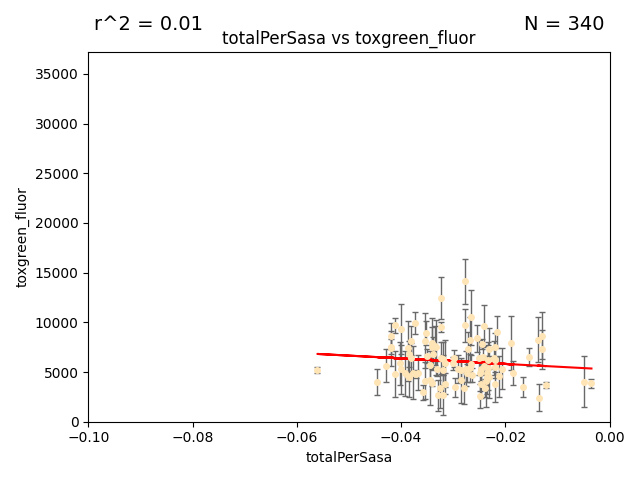 r^2 = 0.01
N = 340
totalPerSasa vs toxgreen_fluor
35000
30000
25000
20000
15000
10000
5000
0
toxgreen_fluor
−0.10
−0.08
−0.06
−0.04
−0.02
0.00
totalPerSasa